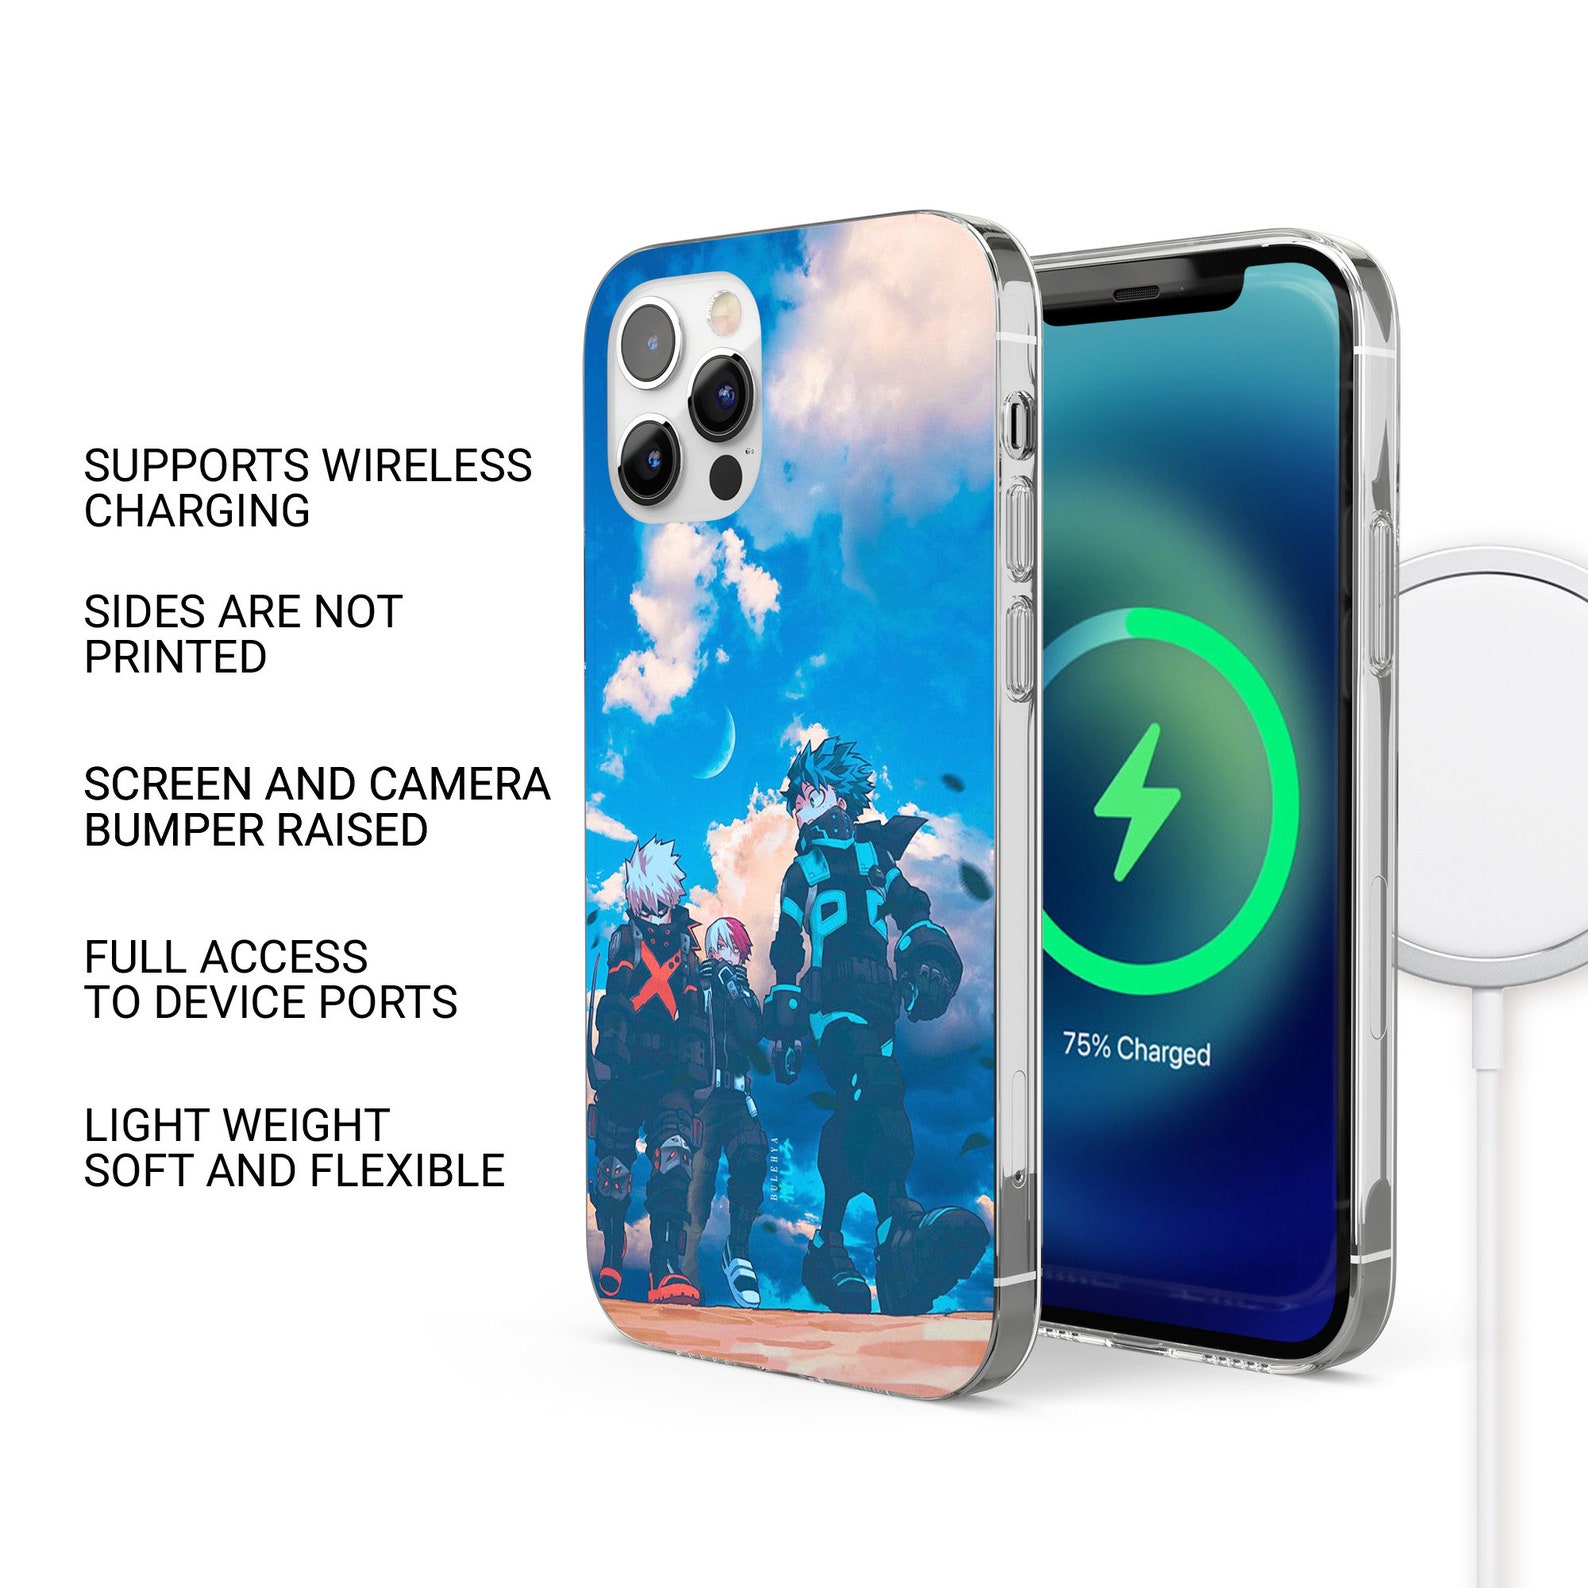 SUPPORTS WIRELESS
CHARGING
SIDES ARE NOT
PRINTED
SCREEN AND CAMERA
BUMPER RAISED
FULL ACCESS
TO DEVICE PORTS
LIGHT WEIGHT
SOFT AND FLEXIBLE
BULEHYA
75% Charged